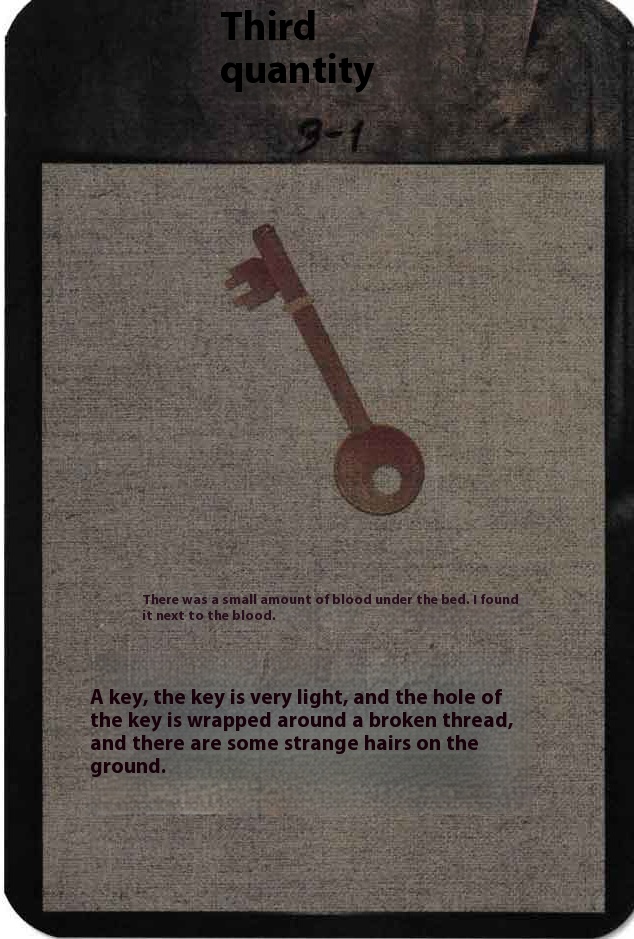 Third
quantity
3-1
There was a small amount of blood under the bed. I found
it next to the blood.
A key, the key is very light, and the hole of
the key is wrapped around a broken thread,
and there are some strange hairs on the
ground.